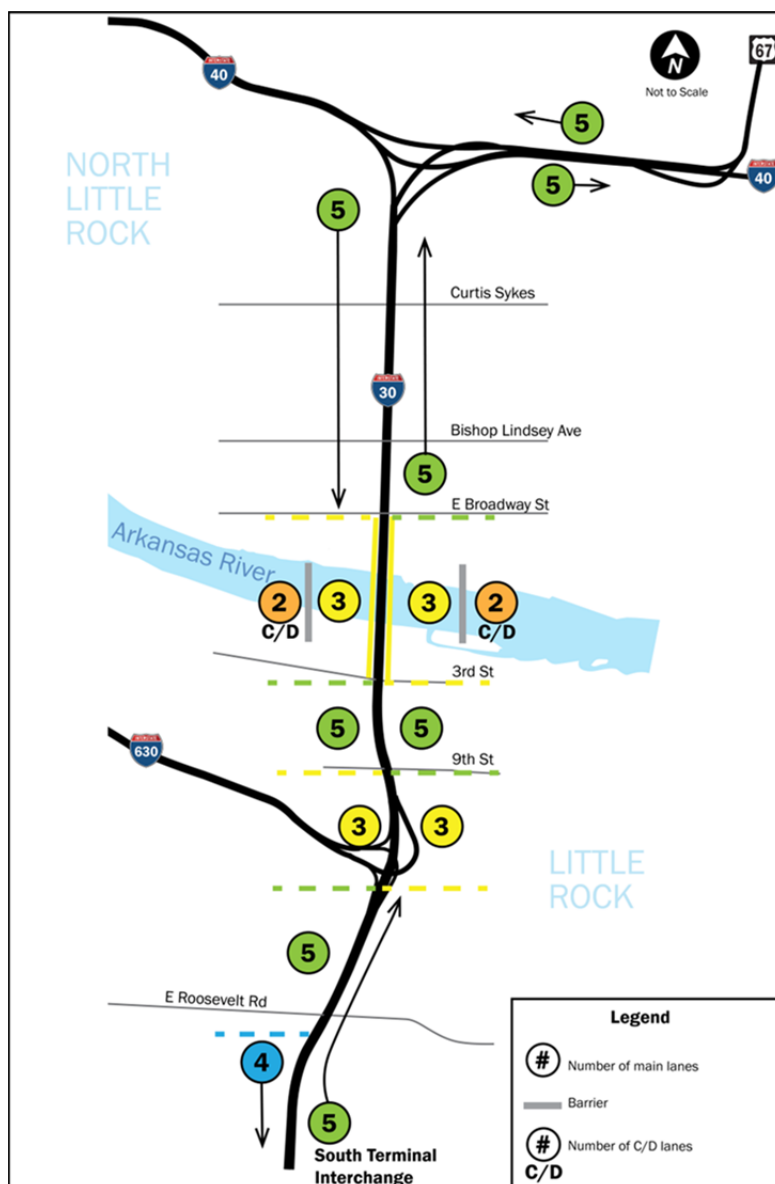 67
N
Not to Scale
40
5
NORTH
LITTLE
ROCK
5
40
5
Curtis Sykes
30
Bishop Lindsey Ave
5
E Broadway St
Arkansas River
2
C/D
3
3
2
C/D
3rd St
5
5
630
9th St
3
3
LITTLE
ROCK
5
E Roosevelt Rd
4
5
South Terminal
Interchange
Legend
# Number of main lanes
Barrier
# Number of C/D lanes
C/D